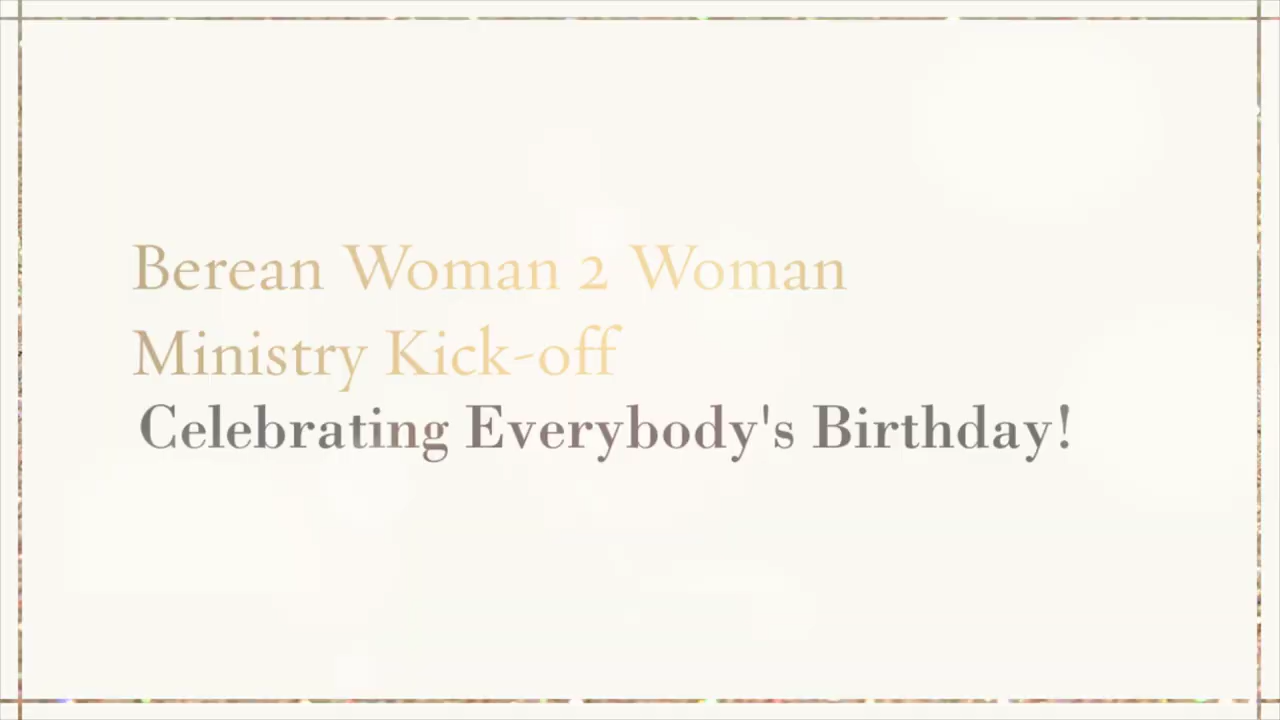 Berean Woman 2 Woman
Ministry Kick-off
Celebrating Everybody's Birthday!